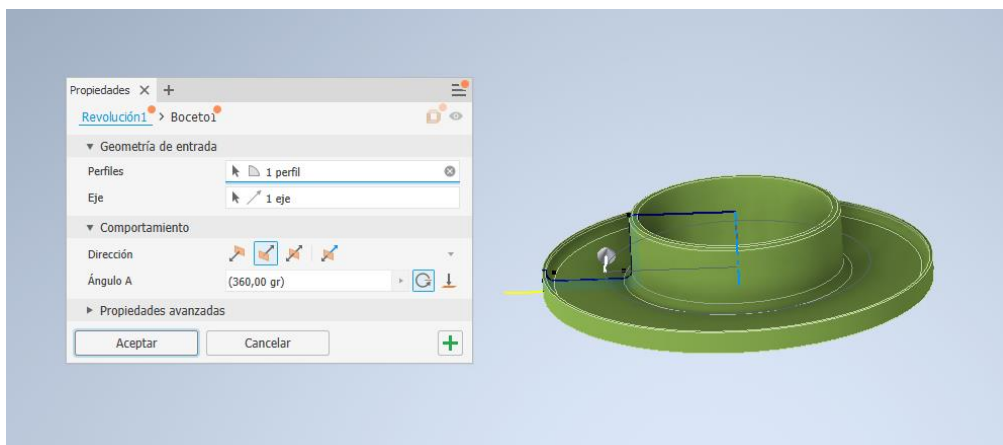 Propiedades
Revolución1 > Boceto1
Geometría de entrada
Perfiles 1 perfil
Eje 1 eje
Comportamiento
Dirección
Ángulo A (360,00 gr)
Propiedades avanzadas
Aceptar Cancelar